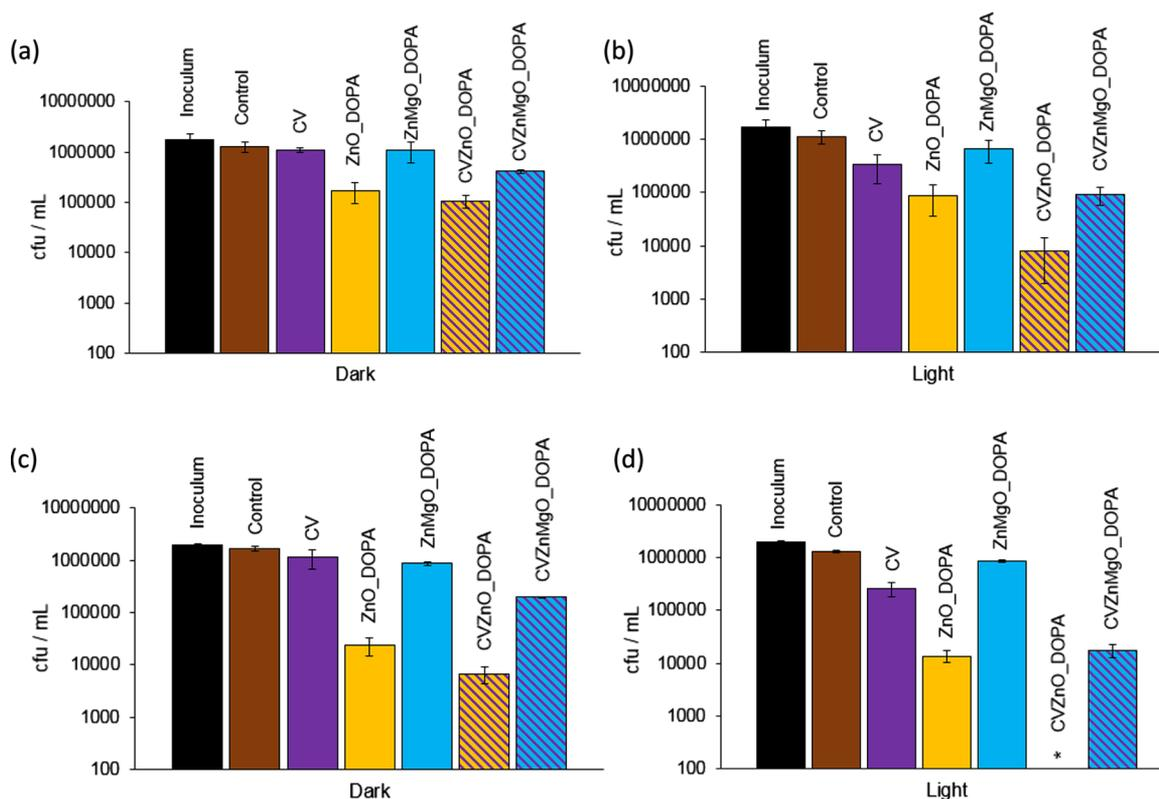 (a)
Inoculum
Control
CV
ZnO_DOPA
ZnMgO_DOPA
CVZnO_DOPA
CVZnMgO_DOPA
cfu / mL
10000000
1000000
100000
10000
1000
100
Dark
(b)
Inoculum
Control
CV
ZnO_DOPA
ZnMgO_DOPA
CVZnO_DOPA
CVZnMgO_DOPA
cfu / mL
10000000
1000000
100000
10000
1000
100
Light
(c)
Inoculum
Control
CV
ZnO_DOPA
ZnMgO_DOPA
CVZnO_DOPA
CVZnMgO_DOPA
cfu / mL
10000000
1000000
100000
10000
1000
100
Dark
(d)
Inoculum
Control
CV
ZnO_DOPA
ZnMgO_DOPA
* CVZnO_DOPA
CVZnMgO_DOPA
cfu / mL
10000000
1000000
100000
10000
1000
100
Light